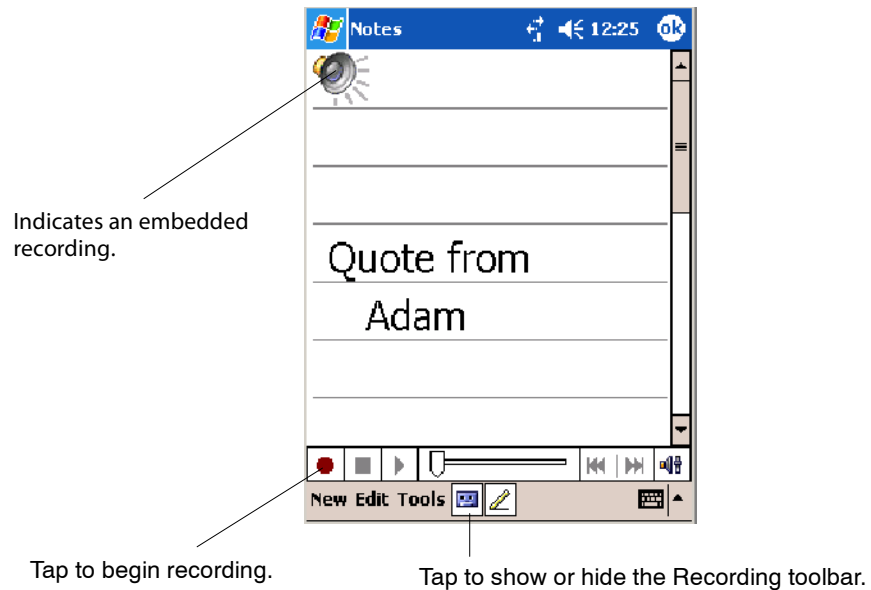 Notes 12:25 ok
Indicates an embedded
recording.
Quote from
Adam
New Edit Tools
Tap to begin recording.
Tap to show or hide the Recording toolbar.